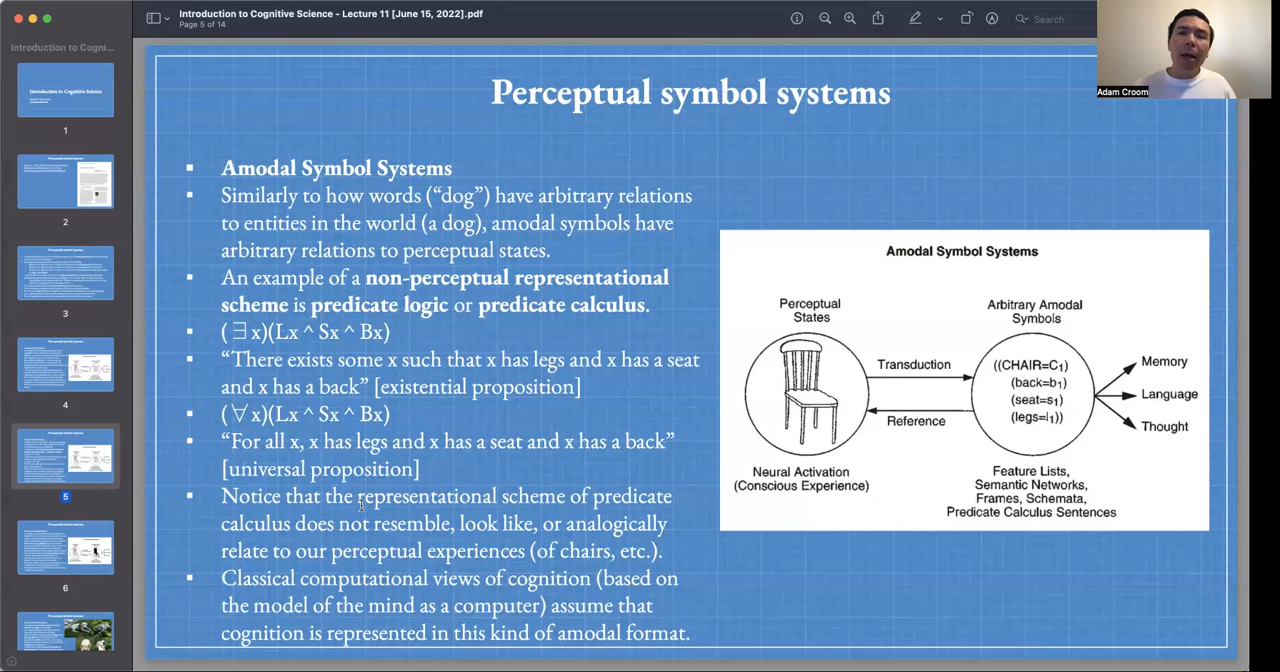 Introduction to Cognitive Science - Lecture 11 [June 15, 2022].pdf
Page 5 of 14
Search
Adam Croom
Introduction to Cogni...
Introduction to Cognitive Science
1
2
3
4
5
6
Perceptual symbol systems
▪ Amodal Symbol Systems
▪ Similarly to how words (“dog”) have arbitrary relations
to entities in the world (a dog), amodal symbols have
arbitrary relations to perceptual states.
▪ An example of a non-perceptual representational
scheme is predicate logic or predicate calculus.
▪ (∃x)(Lx ^ Sx ^ Bx)
▪ “There exists some x such that x has legs and x has a seat
and x has a back” [existential proposition]
▪ (∀x)(Lx ^ Sx ^ Bx)
▪ “For all x, x has legs and x has a seat and x has a back”
[universal proposition]
▪ Notice that the representational scheme of predicate
calculus does not resemble, look like, or analogically
relate to our perceptual experiences (of chairs, etc.).
▪ Classical computational views of cognition (based on
the model of the mind as a computer) assume that
cognition is represented in this kind of amodal format.
Amodal Symbol Systems
Perceptual
States
Arbitrary Amodal
Symbols
Transduction
Reference
((CHAIR=C₁)
(back=b₁)
(seat=s₁)
(legs=l₁))
Memory
Language
Thought
Neural Activation
(Conscious Experience)
Feature Lists,
Semantic Networks,
Frames, Schemata,
Predicate Calculus Sentences